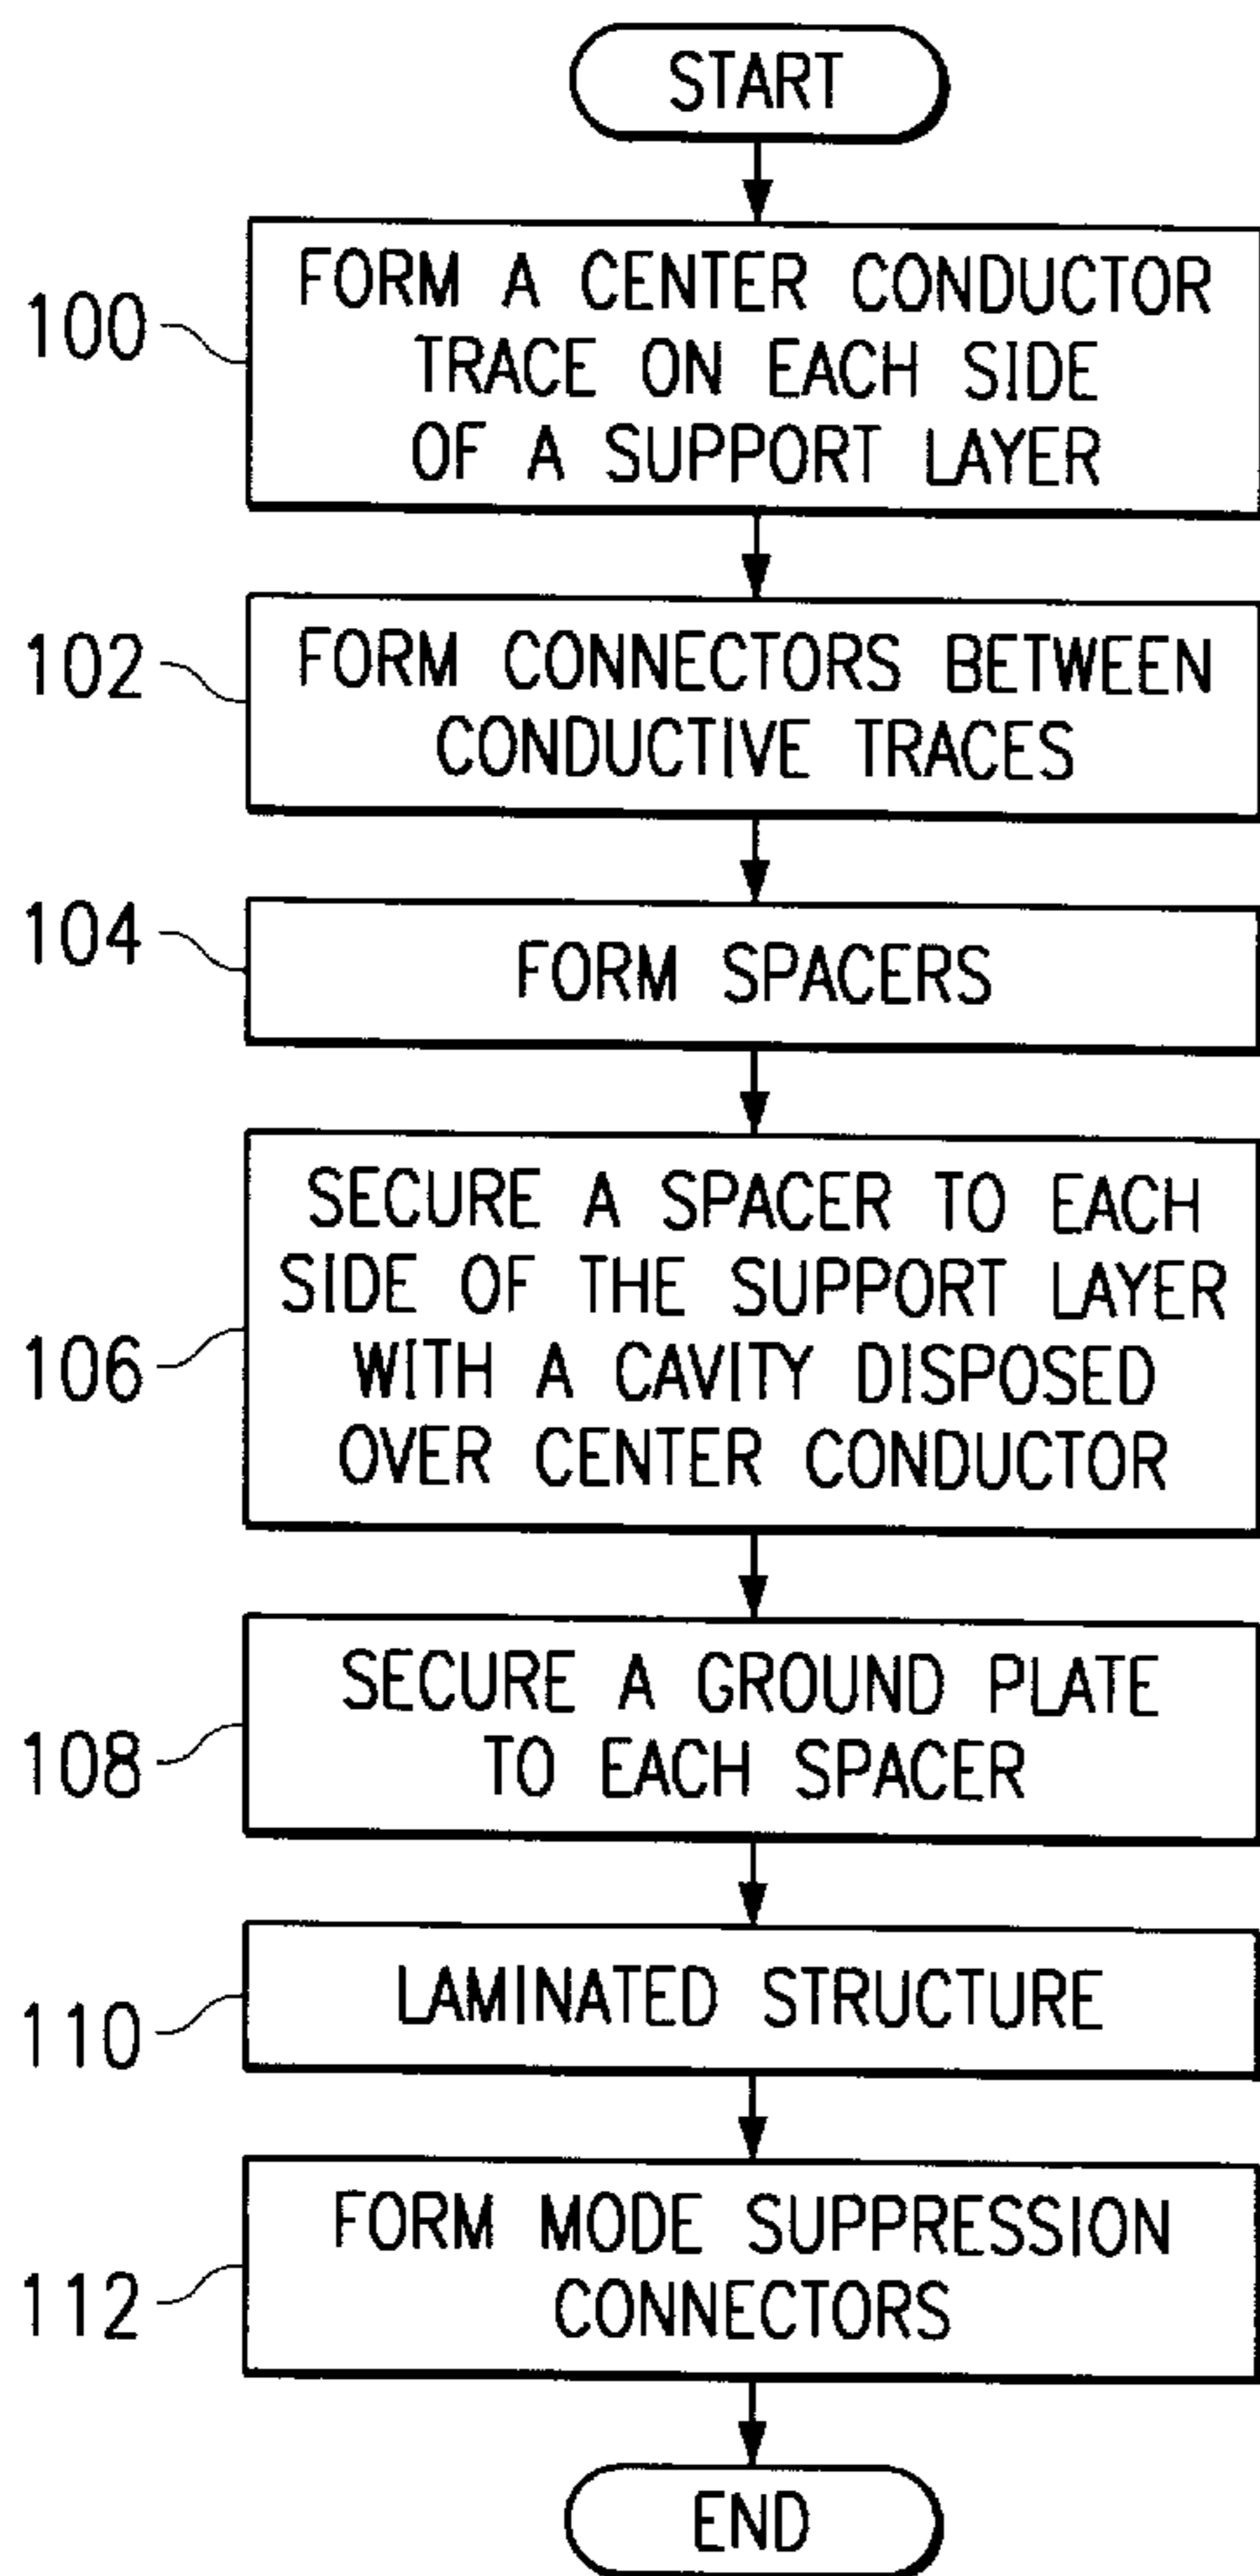 START
100
FORM A CENTER CONDUCTOR
TRACE ON EACH SIDE
OF A SUPPORT LAYER
102
FORM CONNECTORS BETWEEN
CONDUCTIVE TRACES
104
FORM SPACERS
106
SECURE A SPACER TO EACH
SIDE OF THE SUPPORT LAYER
WITH A CAVITY DISPOSED
OVER CENTER CONDUCTOR
108
SECURE A GROUND PLATE
TO EACH SPACER
110
LAMINATED STRUCTURE
112
FORM MODE SUPPRESSION
CONNECTORS
END